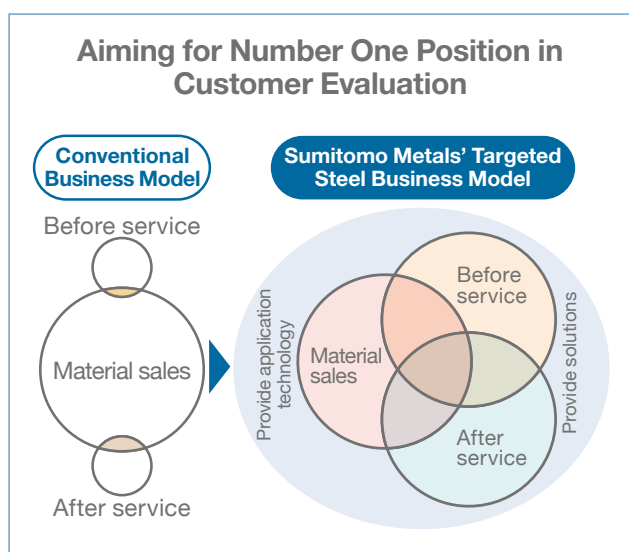 Aiming for Number One Position in
Customer Evaluation
Conventional
Business Model
Before service
Material sales
After service
Sumitomo Metals’ Targeted
Steel Business Model
Provide application
technology
Material
sales
Before
service
After
service
Provide solutions